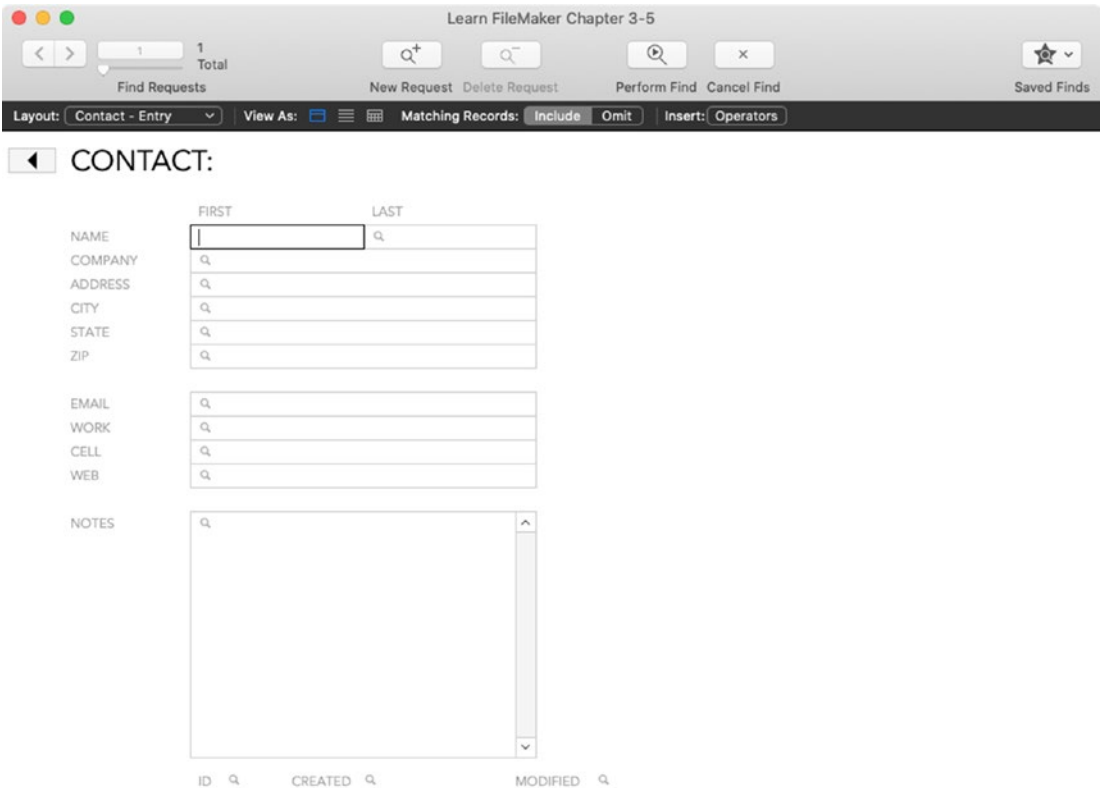 Learn FileMaker Chapter 3-5
1
1
Total
Find Requests
New Request
Delete Request
Perform Find
Cancel Find
Saved Finds
Layout: Contact - Entry View As: Matching Records: Include Omit Insert: Operators
CONTACT:
FIRST LAST
NAME
COMPANY
ADDRESS
CITY
STATE
ZIP
EMAIL
WORK
CELL
WEB
NOTES
ID CREATED MODIFIED